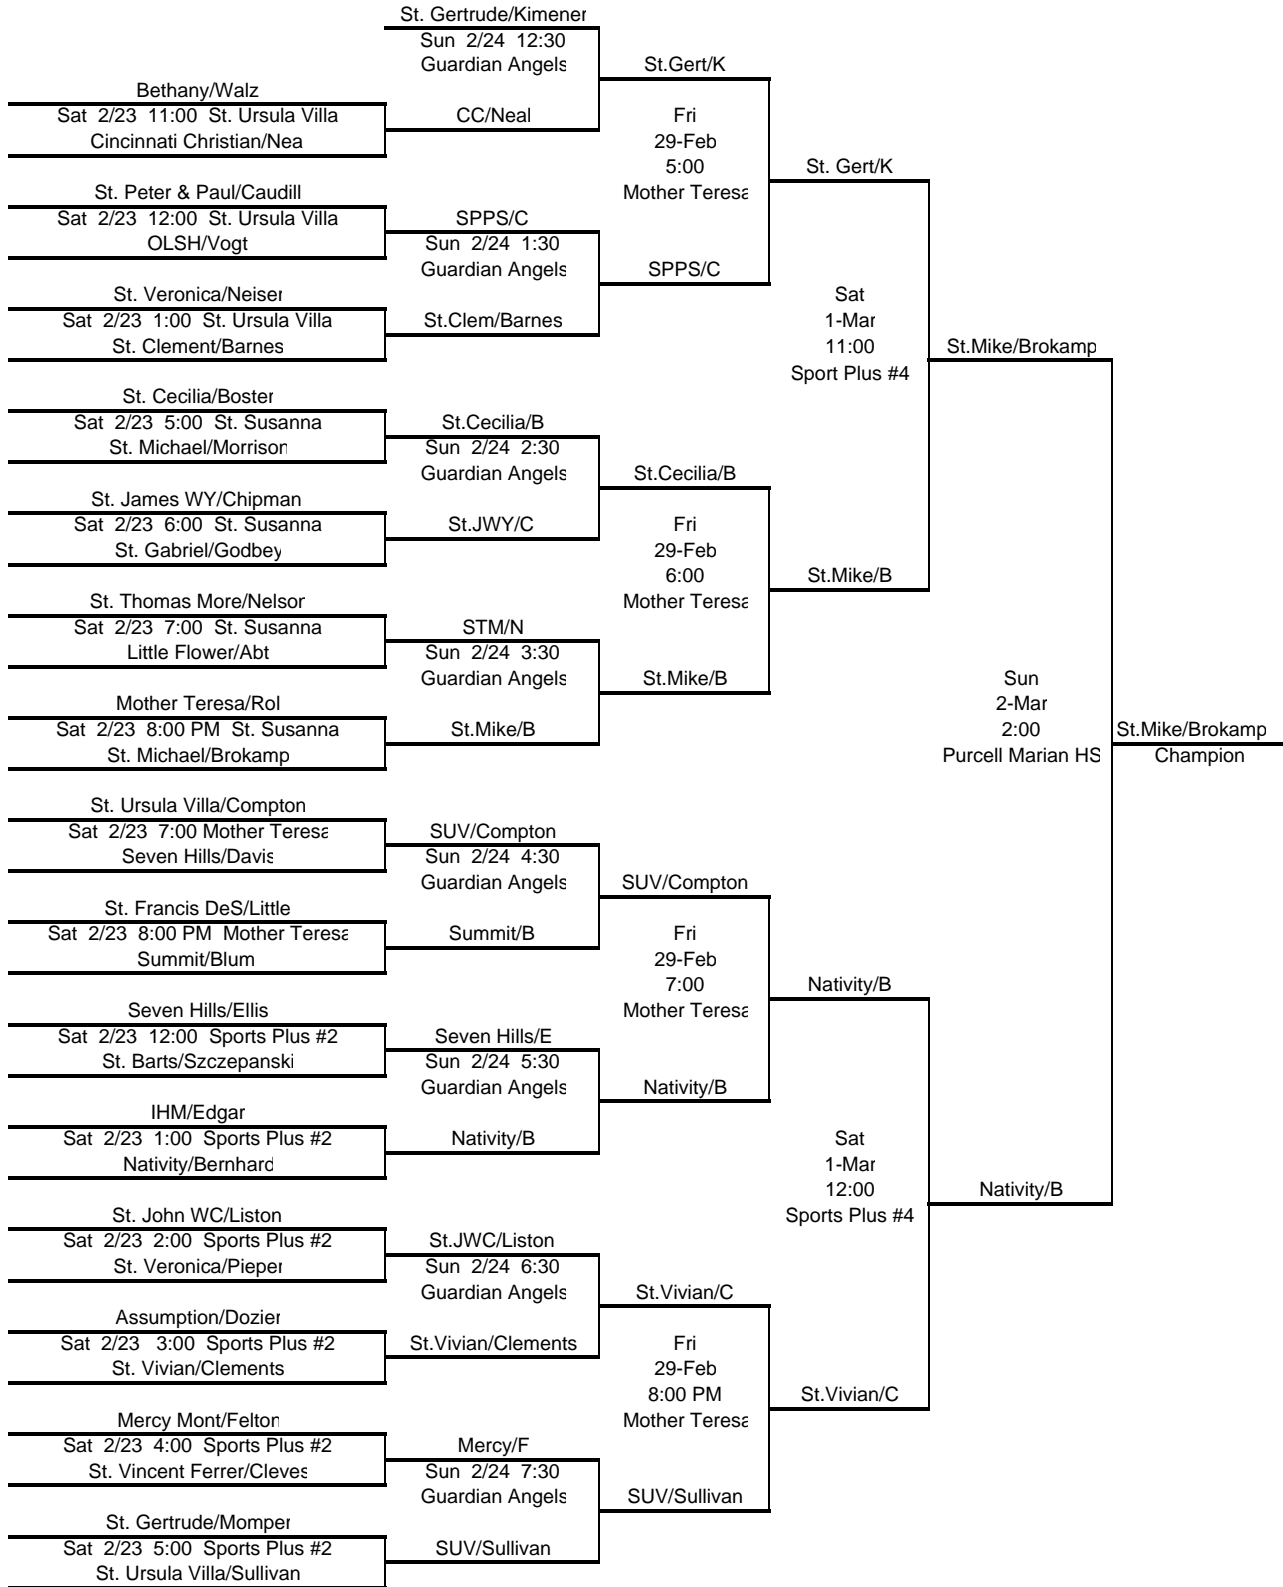 St. Gertrude/Kimener
Sun 2/24 12:30
Guardian Angels
St.Gert/K
Bethany/Walz
Sat 2/23 11:00 St. Ursula Villa
CC/Neal
Fri
Cincinnati Christian/Nea
29-Feb
5:00
St. Gert/K
St. Peter & Paul/Caudill
Mother Teresa
Sat 2/23 12:00 St. Ursula Villa
SPPS/C
OLSH/Vogt
Sun 2/24 1:30
Guardian Angels
SPPS/C
St. Veronica/Neiser
Sat
Sat 2/23 1:00 St. Ursula Villa
St.Clem/Barnes
1-Mar
St. Clement/Barnes
11:00
St.Mike/Brokamp
Sport Plus #4
St. Cecilia/Boster
Sat 2/23 5:00 St. Susanna
St.Cecilia/B
St. Michael/Morrison
Sun 2/24 2:30
Guardian Angels
St.Cecilia/B
St. James WY/Chipman
Sat 2/23 6:00 St. Susanna
St.JWY/C
Fri
St. Gabriel/Godbey
29-Feb
6:00
St.Mike/B
St. Thomas More/Nelson
Mother Teresa
Sat 2/23 7:00 St. Susanna
STM/N
Little Flower/Abt
Sun 2/24 3:30
Guardian Angels
St.Mike/B
Sun
Mother Teresa/Rol
2-Mar
Sat 2/23 8:00 PM St. Susanna
St.Mike/B
2:00
St.Mike/Brokamp
St. Michael/Brokamp
Purcell Marian HS
Champion
St. Ursula Villa/Compton
Sat 2/23 7:00 Mother Teresa
SUV/Compton
Seven Hills/Davis
Sun 2/24 4:30
Guardian Angels
SUV/Compton
St. Francis DeS/Little
Sat 2/23 8:00 PM Mother Teresa
Summit/B
Fri
Summit/Blum
29-Feb
7:00
Nativity/B
Seven Hills/Ellis
Mother Teresa
Sat 2/23 12:00 Sports Plus #2
Seven Hills/E
St. Barts/Szczepanski
Sun 2/24 5:30
Guardian Angels
Nativity/B
IHM/Edgar
Sat 2/23 1:00 Sports Plus #2
Nativity/B
Sat
Nativity/Bernhard
1-Mar
12:00
Nativity/B
St. John WC/Liston
Sports Plus #4
Sat 2/23 2:00 Sports Plus #2
St.JWC/Liston
St. Veronica/Pieper
Sun 2/24 6:30
Guardian Angels
St.Vivian/C
Assumption/Dozier
Sat 2/23 3:00 Sports Plus #2
St.Vivian/Clements
Fri
St. Vivian/Clements
29-Feb
8:00 PM
St.Vivian/C
Mercy Mont/Felton
Mother Teresa
Sat 2/23 4:00 Sports Plus #2
Mercy/F
St. Vincent Ferrer/Cleves
Sun 2/24 7:30
Guardian Angels
SUV/Sullivan
St. Gertrude/Momper
Sat 2/23 5:00 Sports Plus #2
SUV/Sullivan
St. Ursula Villa/Sullivan